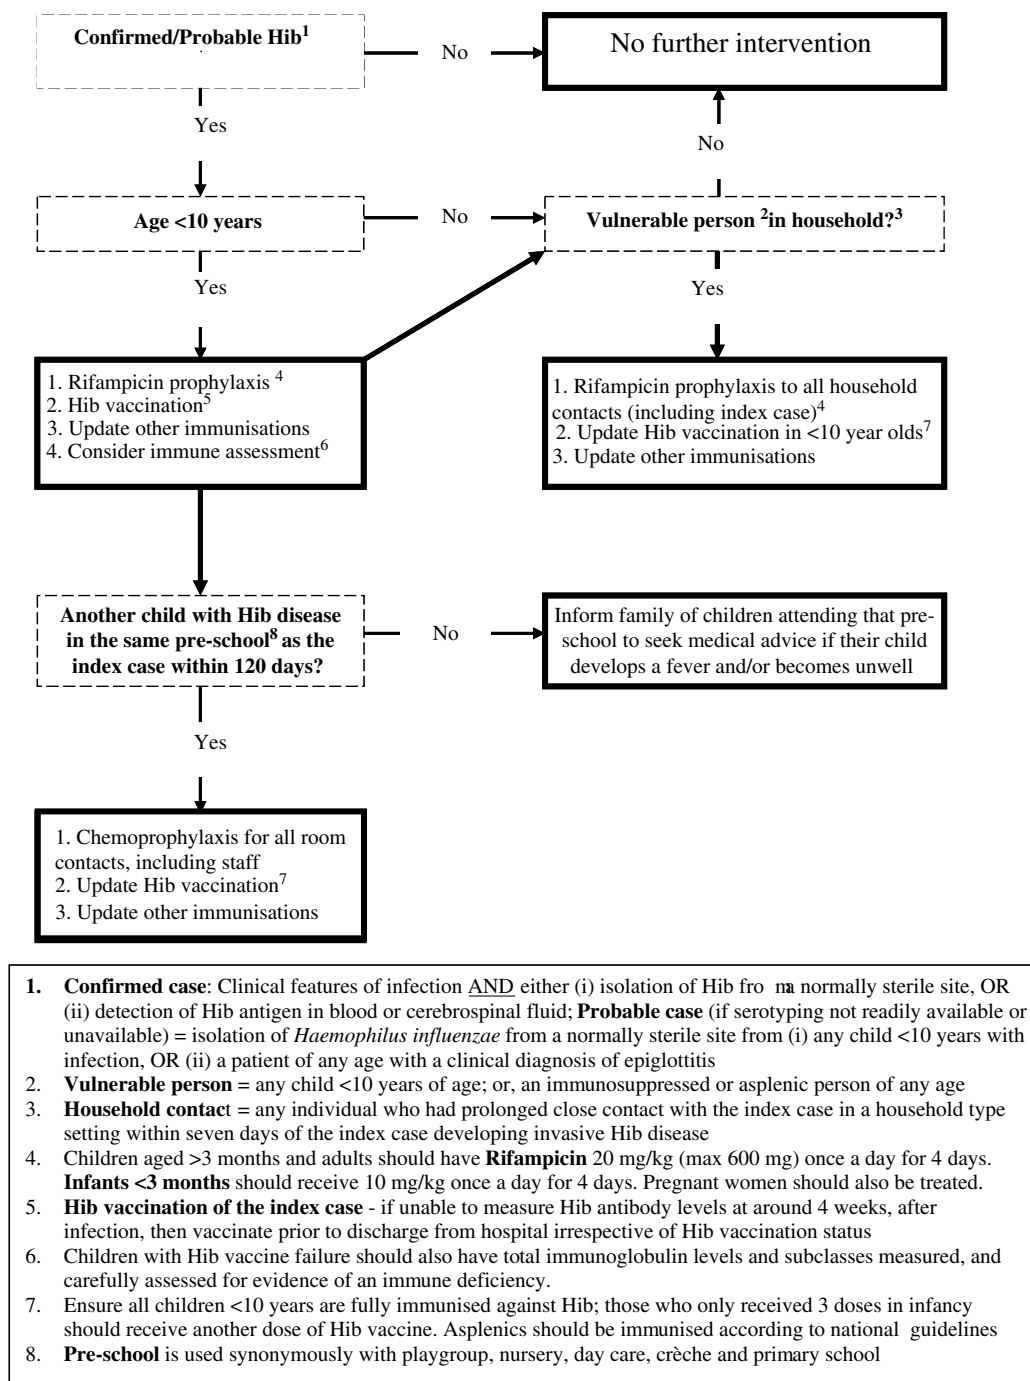 Confirmed/Probable Hib1
No
No further intervention
Yes
No
Age <10 years
No
Vulnerable person 2in household?3
Yes
Yes
1. Rifampicin prophylaxis 4
2. Hib vaccination5
3. Update other immunisations
4. Consider immune assessment6
1. Rifampicin prophylaxis to all household
contacts (including index case)4
2. Update Hib vaccination in <10 year olds7
3. Update other immunisations
Another child with Hib disease
in the same pre-school8 as the
index case within 120 days?
No
Inform family of children attending that pre-
school to seek medical advice if their child
develops a fever and/or becomes unwell
Yes
1. Chemoprophylaxis for all room
contacts, including staff
2. Update Hib vaccination7
3. Update other immunisations
1. Confirmed case: Clinical features of infection AND either (i) isolation of Hib from a normally sterile site, OR
(ii) detection of Hib antigen in blood or cerebrospinal fluid; Probable case (if serotyping not readily available or
unavailable) = isolation of Haemophilus influenzae from a normally sterile site from (i) any child <10 years with
infection, OR (ii) a patient of any age with a clinical diagnosis of epiglottitis
2. Vulnerable person = any child <10 years of age; or, an immunosuppressed or asplenic person of any age
3. Household contact = any individual who had prolonged close contact with the index case in a household type
setting within seven days of the index case developing invasive Hib disease
4. Children aged >3 months and adults should have Rifampicin 20 mg/kg (max 600 mg) once a day for 4 days.
Infants <3 months should receive 10 mg/kg once a day for 4 days. Pregnant women should also be treated.
5. Hib vaccination of the index case - if unable to measure Hib antibody levels at around 4 weeks, after
infection, then vaccinate prior to discharge from hospital irrespective of Hib vaccination status
6. Children with Hib vaccine failure should also have total immunoglobulin levels and subclasses measured, and
carefully assessed for evidence of an immune deficiency.
7. Ensure all children <10 years are fully immunised against Hib; those who only received 3 doses in infancy
should receive another dose of Hib vaccine. Asplenics should be immunised according to national guidelines
8. Pre-school is used synonymously with playgroup, nursery, day care, crèche and primary school